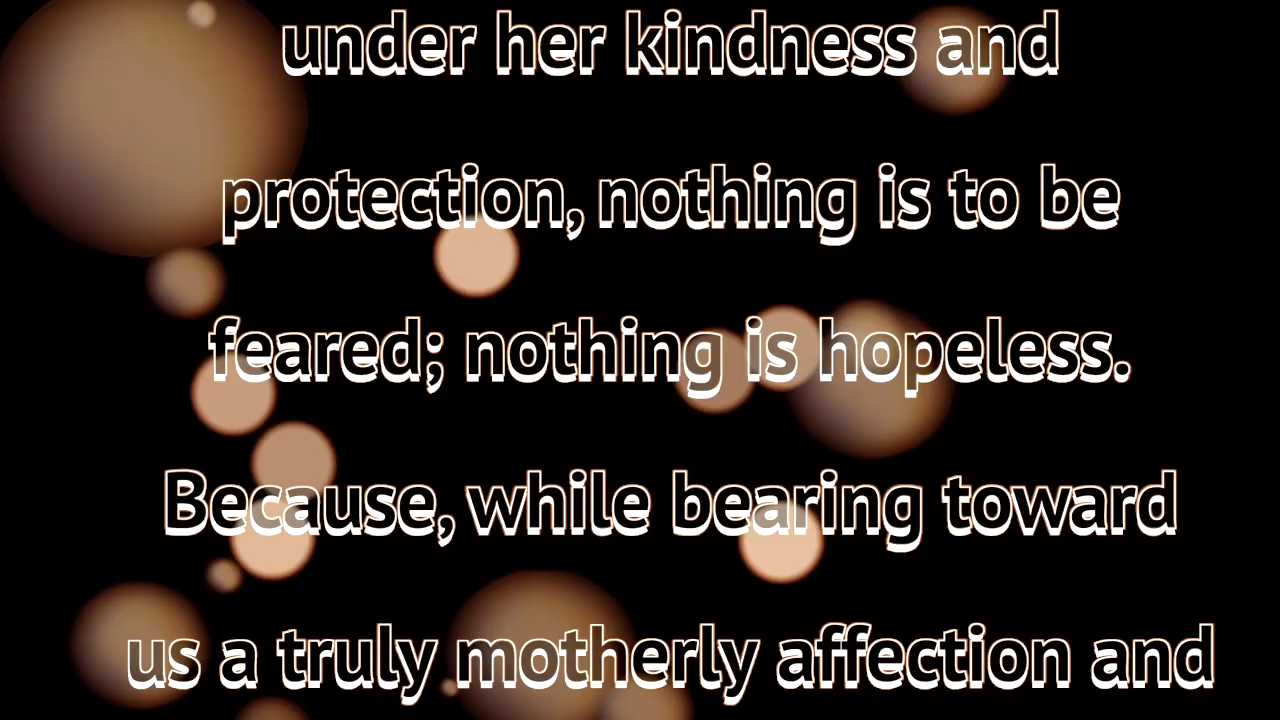 under her kindness and
protection, nothing is to be
feared; nothing is hopeless.
Because, while bearing toward
us a truly motherly affection and